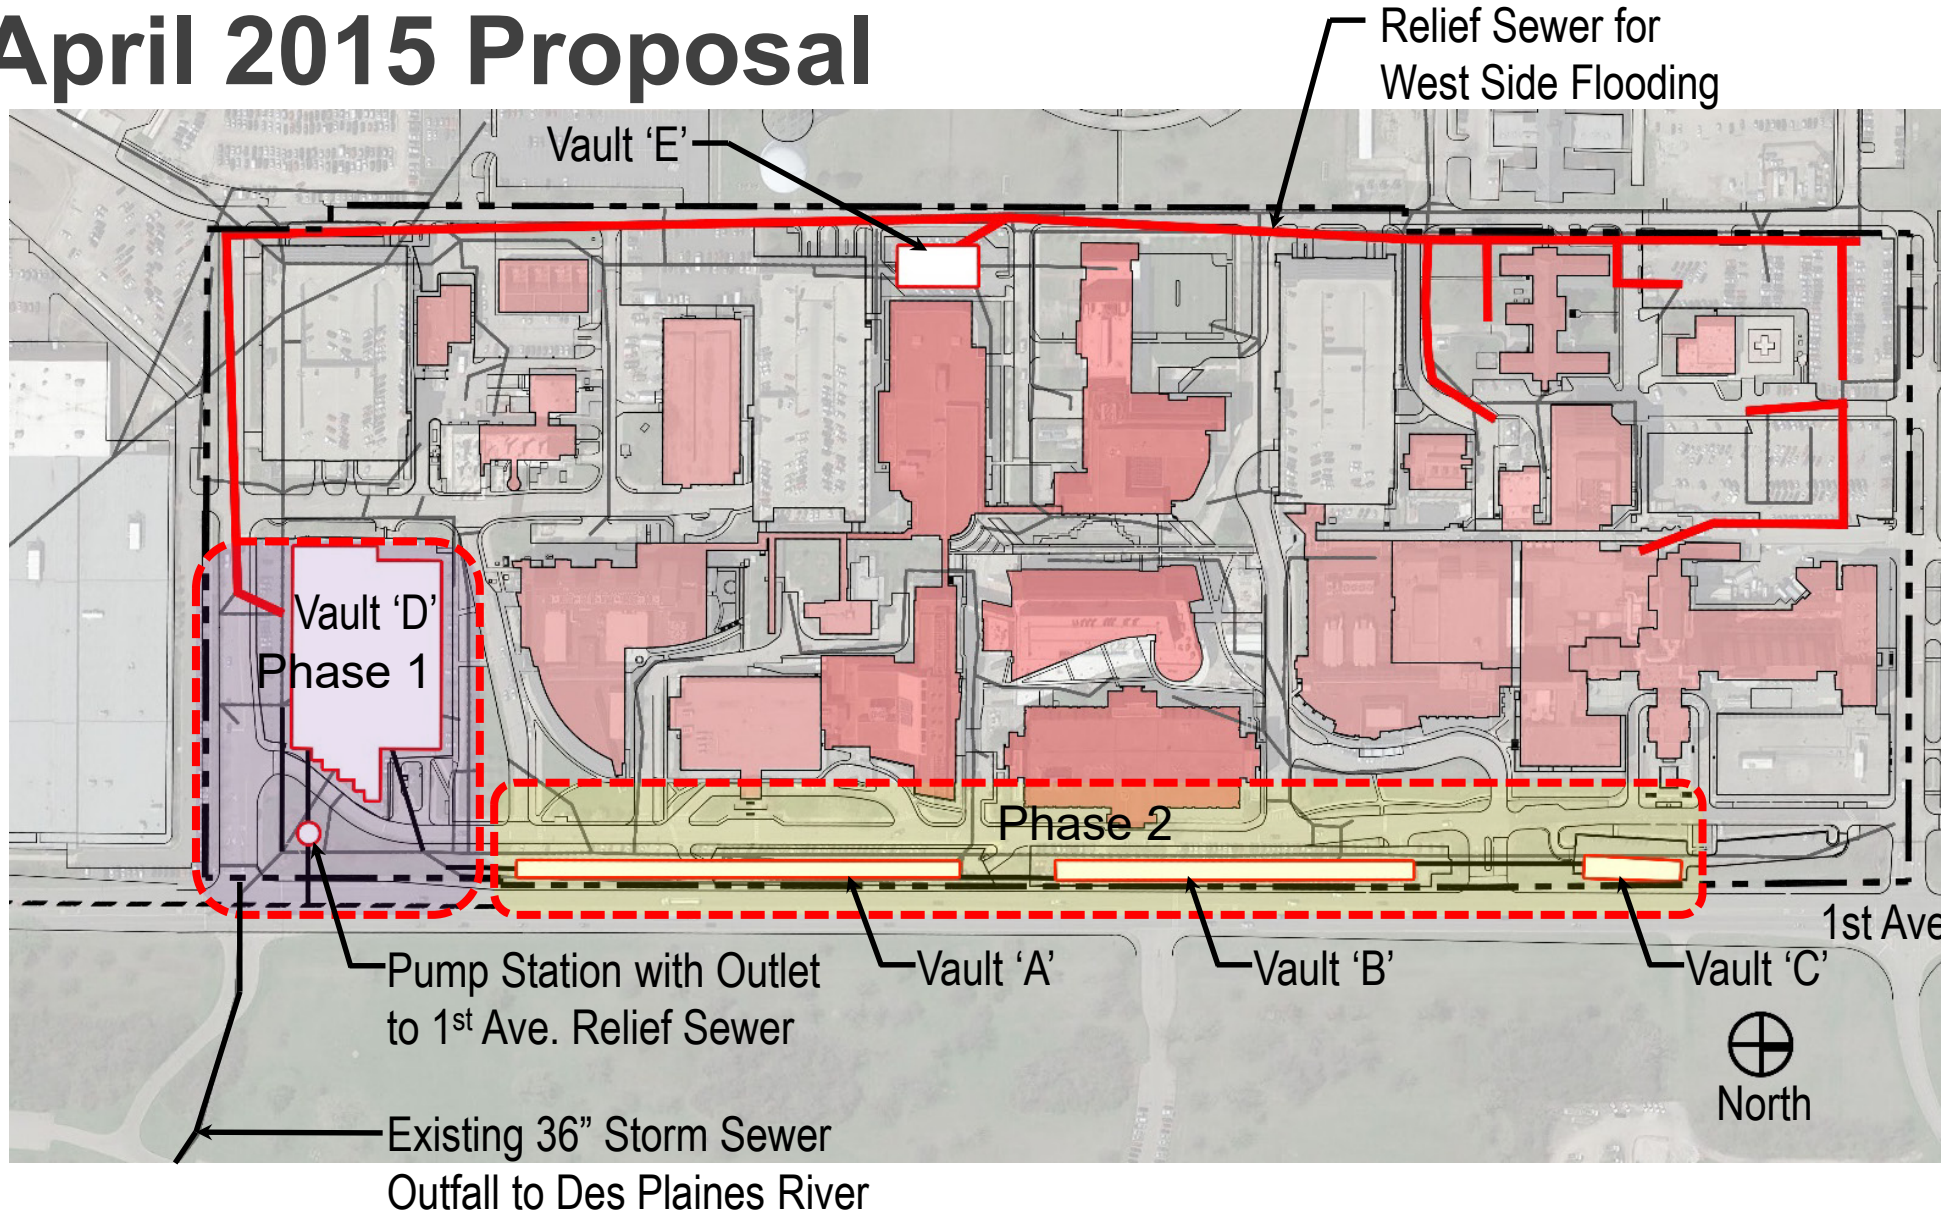 April 2015 Proposal
Relief Sewer for
West Side Flooding
Vault ‘E’
Vault ‘D’
Phase 1
Phase 2
1st Ave
Pump Station with Outlet
to 1st Ave. Relief Sewer
Vault ‘A’
Vault ‘B’
Vault ‘C’
North
Existing 36” Storm Sewer
Outfall to Des Plaines River